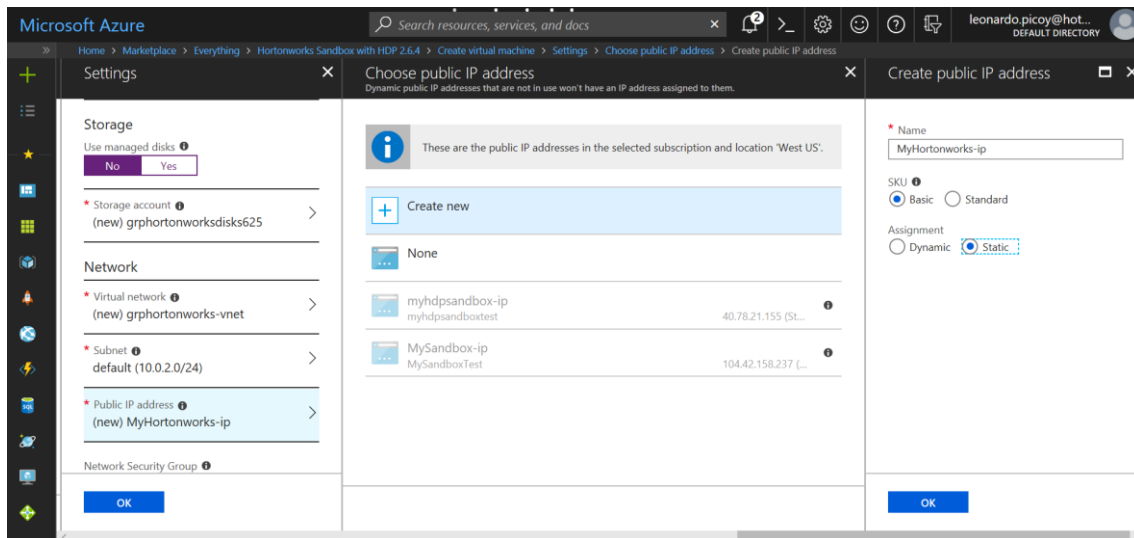 Microsoft Azure
Search resources, services, and docs
2
leonardo.picoy@hot...
DEFAULT DIRECTORY
Home > Marketplace > Everything > Hortonworks Sandbox with HDP 2.6.4 > Create virtual machine > Settings > Choose public IP address > Create public IP address
Settings
Storage
Use managed disks
No Yes
* Storage account
(new) grphortonworksdisks625
Network
* Virtual network
(new) grphortonworks-vnet
* Subnet
default (10.0.2.0/24)
* Public IP address
(new) MyHortonworks-ip
Network Security Group
OK
Choose public IP address
Dynamic public IP addresses that are not in use won't have an IP address assigned to them.
These are the public IP addresses in the selected subscription and location 'West US'.
Create new
None
myhdpsandbox-ip
myhdpsandboxtest 40.78.21.155 (St...
MySandbox-ip
MySandboxTest 104.42.158.237 (...
Create public IP address
* Name
MyHortonworks-ip
SKU
Basic Standard
Assignment
Dynamic Static
OK
SQL